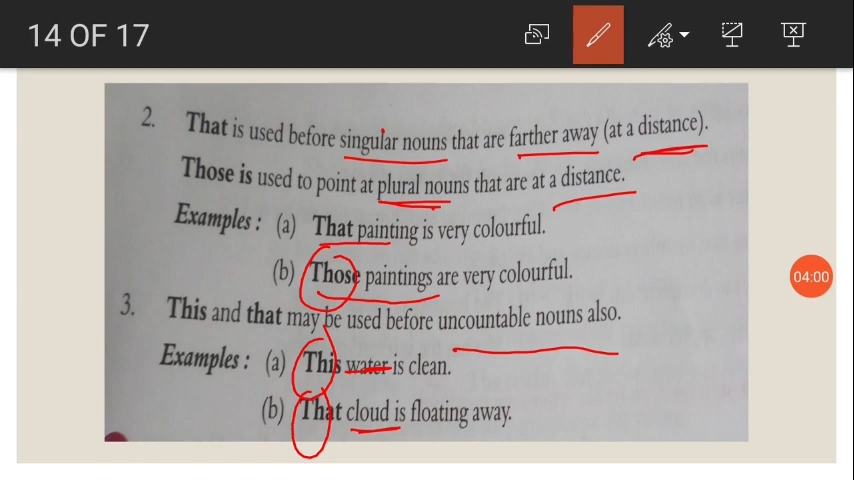 14 OF 17
2. That is used before singular nouns that are farther away (at a distance).
Those is used to point at plural nouns that are at a distance.
Examples : (a) That painting is very colourful.
(b) Those paintings are very colourful.
04:00
3. This and that may be used before uncountable nouns also.
Examples : (a) This water is clean.
(b) That cloud is floating away.